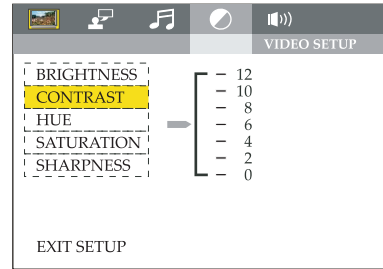 VIDEO SETUP
BRIGHTNESS
CONTRAST
HUE
SATURATION
SHARPNESS
12
10
8
6
4
2
0
EXIT SETUP